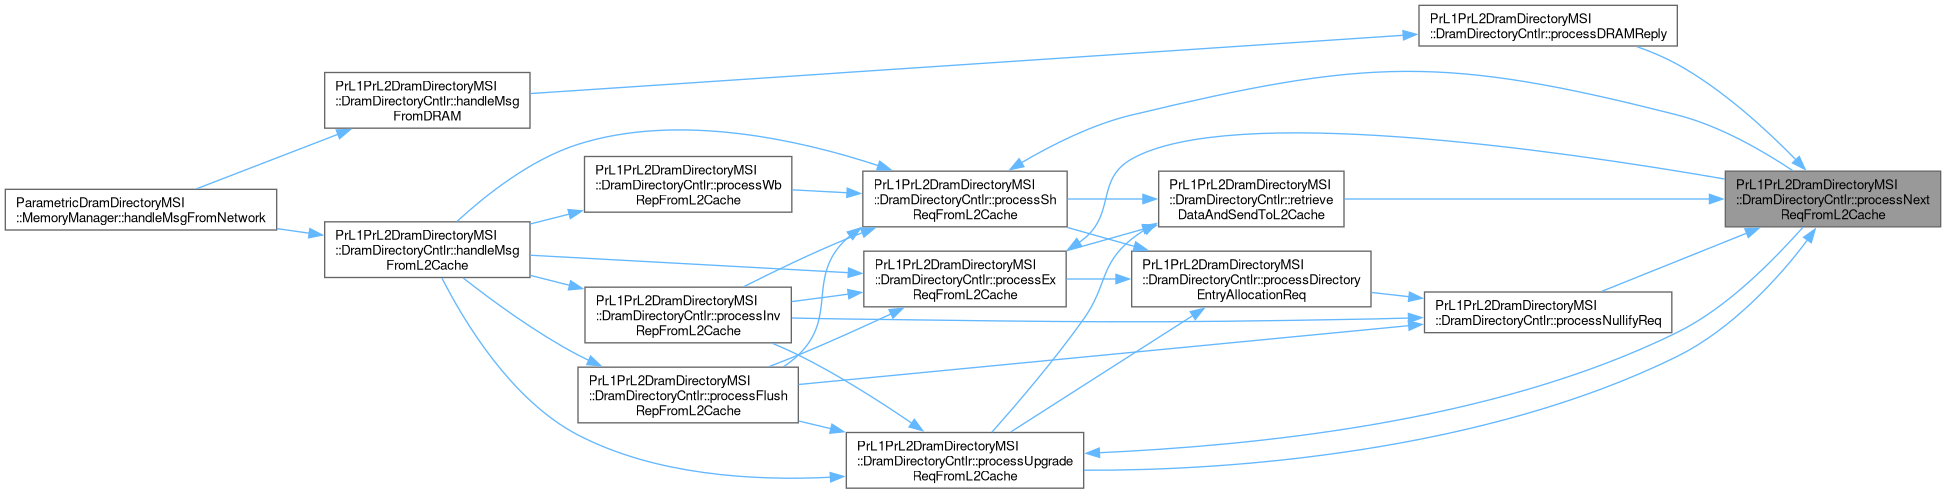 PrL1PrL2DramDirectoryMSI
::DramDirectoryCntlr::processDRAMReply
PrL1PrL2DramDirectoryMSI
::DramDirectoryCntlr::handleMsg
FromDRAM
PrL1PrL2DramDirectoryMSI
::DramDirectoryCntlr::processWb
RepFromL2Cache
PrL1PrL2DramDirectoryMSI
::DramDirectoryCntlr::processSh
ReqFromL2Cache
PrL1PrL2DramDirectoryMSI
::DramDirectoryCntlr::retrieve
DataAndSendToL2Cache
PrL1PrL2DramDirectoryMSI
::DramDirectoryCntlr::processNext
ReqFromL2Cache
ParametricDramDirectoryMSI
::MemoryManager::handleMsgFromNetwork
PrL1PrL2DramDirectoryMSI
::DramDirectoryCntlr::handleMsg
FromL2Cache
PrL1PrL2DramDirectoryMSI
::DramDirectoryCntlr::processEx
ReqFromL2Cache
PrL1PrL2DramDirectoryMSI
::DramDirectoryCntlr::processDirectory
EntryAllocationReq
PrL1PrL2DramDirectoryMSI
::DramDirectoryCntlr::processInv
RepFromL2Cache
PrL1PrL2DramDirectoryMSI
::DramDirectoryCntlr::processNullifyReq
PrL1PrL2DramDirectoryMSI
::DramDirectoryCntlr::processFlush
RepFromL2Cache
PrL1PrL2DramDirectoryMSI
::DramDirectoryCntlr::processUpgrade
ReqFromL2Cache